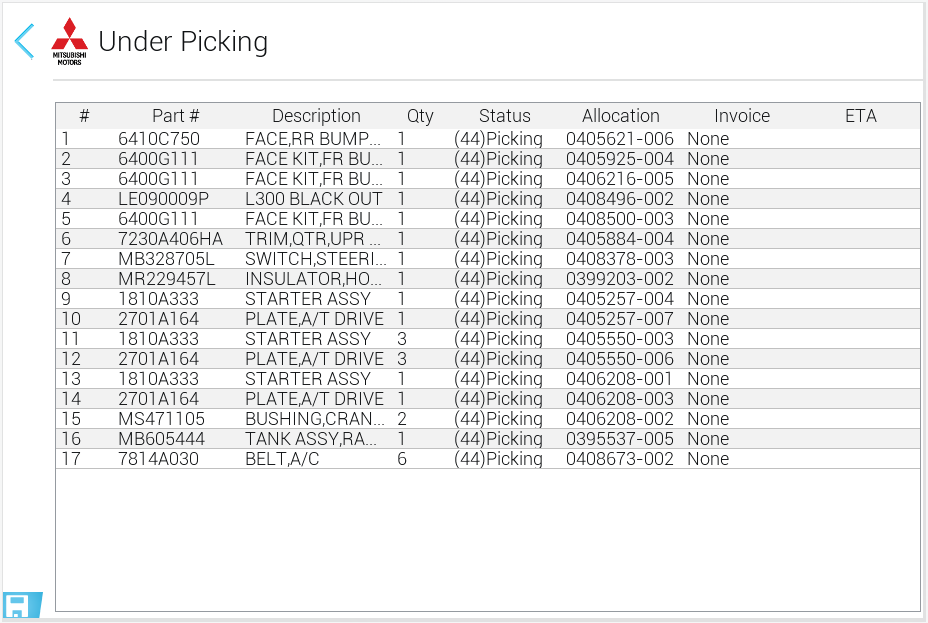 MITSUBISHI
MOTORS
Under Picking
# Part # Description Qty Status Allocation Invoice ETA
1 6410C750 FACE,RR BUMP... 1 (44)Picking 0405621-006 None
2 6400G111 FACE KIT,FR BU... 1 (44)Picking 0405925-004 None
3 6400G111 FACE KIT,FR BU... 1 (44)Picking 0406216-005 None
4 LE090009P L300 BLACK OUT 1 (44)Picking 0408496-002 None
5 6400G111 FACE KIT,FR BU... 1 (44)Picking 0408500-003 None
6 7230A406HA TRIM,QTR,UPR ... 1 (44)Picking 0405884-004 None
7 MB328705L SWITCH,STEERI... 1 (44)Picking 0408378-003 None
8 MR229457L INSULATOR,HO... 1 (44)Picking 0399203-002 None
9 1810A333 STARTER ASSY 1 (44)Picking 0405257-004 None
10 2701A164 PLATE,A/T DRIVE 1 (44)Picking 0405257-007 None
11 1810A333 STARTER ASSY 3 (44)Picking 0405550-003 None
12 2701A164 PLATE,A/T DRIVE 3 (44)Picking 0405550-006 None
13 1810A333 STARTER ASSY 1 (44)Picking 0406208-001 None
14 2701A164 PLATE,A/T DRIVE 1 (44)Picking 0406208-003 None
15 MS471105 BUSHING,CRAN... 2 (44)Picking 0406208-002 None
16 MB605444 TANK ASSY,RA... 1 (44)Picking 0395537-005 None
17 7814A030 BELT,A/C 6 (44)Picking 0408673-002 None